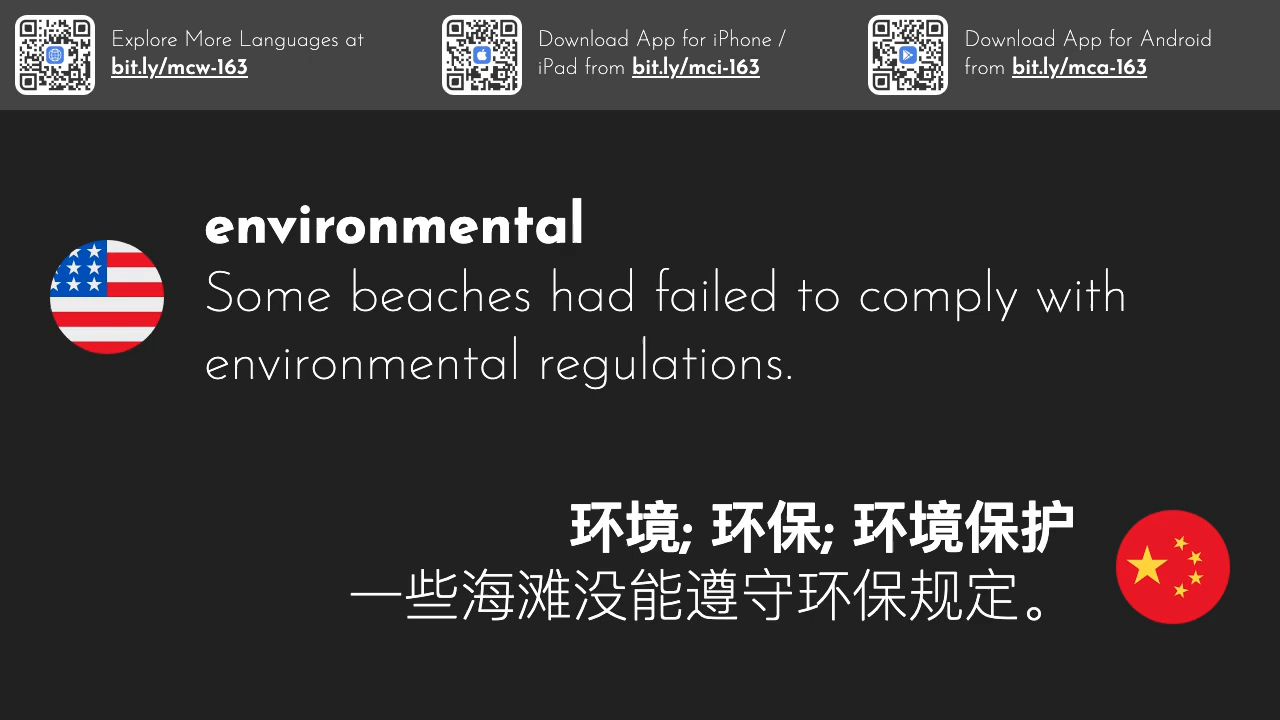 Explore More Languages at
bit.ly/mcw-163
Download App for iPhone /
iPad from bit.ly/mci-163
Download App for Android
from bit.ly/mca-163
environmental
Some beaches had failed to comply with
environmental regulations.
环境; 环保; 环境保护
一些海滩没能遵守环保规定。